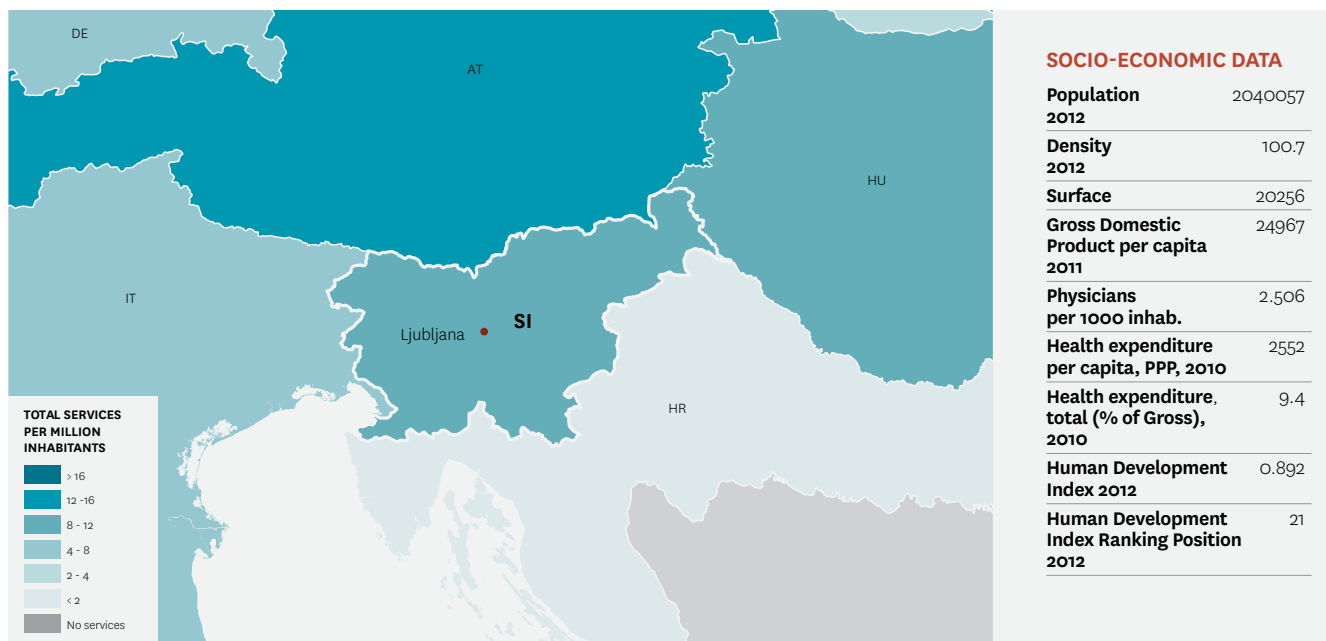 DE
AT
HU
IT
Ljubljana
SI
HR
TOTAL SERVICES
PER MILLION
INHABITANTS
> 16
12 -16
8 - 12
4 - 8
2 - 4
< 2
No services
SOCIO-ECONOMIC DATA
Population 2040057
2012
Density 100.7
2012
Surface 20256
Gross Domestic 24967
Product per capita
2011
Physicians 2.506
per 1000 inhab.
Health expenditure 2552
per capita, PPP, 2010
Health expenditure, 9.4
total (% of Gross),
2010
Human Development 0.892
Index 2012
Human Development 21
Index Ranking Position
2012